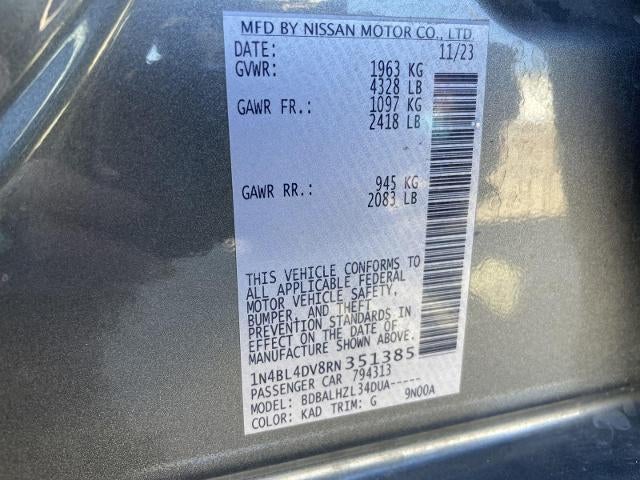 MFD BY NISSAN MOTOR CO., LTD
DATE: 11/23
GVWR: 1963 KG
4328 LB
GAWR FR.: 1097 KG
2418 LB
GAWR RR.: 945 KG
2083 LB
THIS VEHICLE CONFORMS TO
ALL APPLICABLE FEDERAL
MOTOR VEHICLE SAFETY,
BUMPER, AND THEFT
PREVENTION STANDARDS IN
EFFECT ON THE DATE OF
MANUFACTURE SHOWN ABOVE.
1N4BL4DV8RN351385
PASSENGER CAR 794313
MODEL: BDBALHZL34DUA-----
COLOR: KAD TRIM: G 9N00A